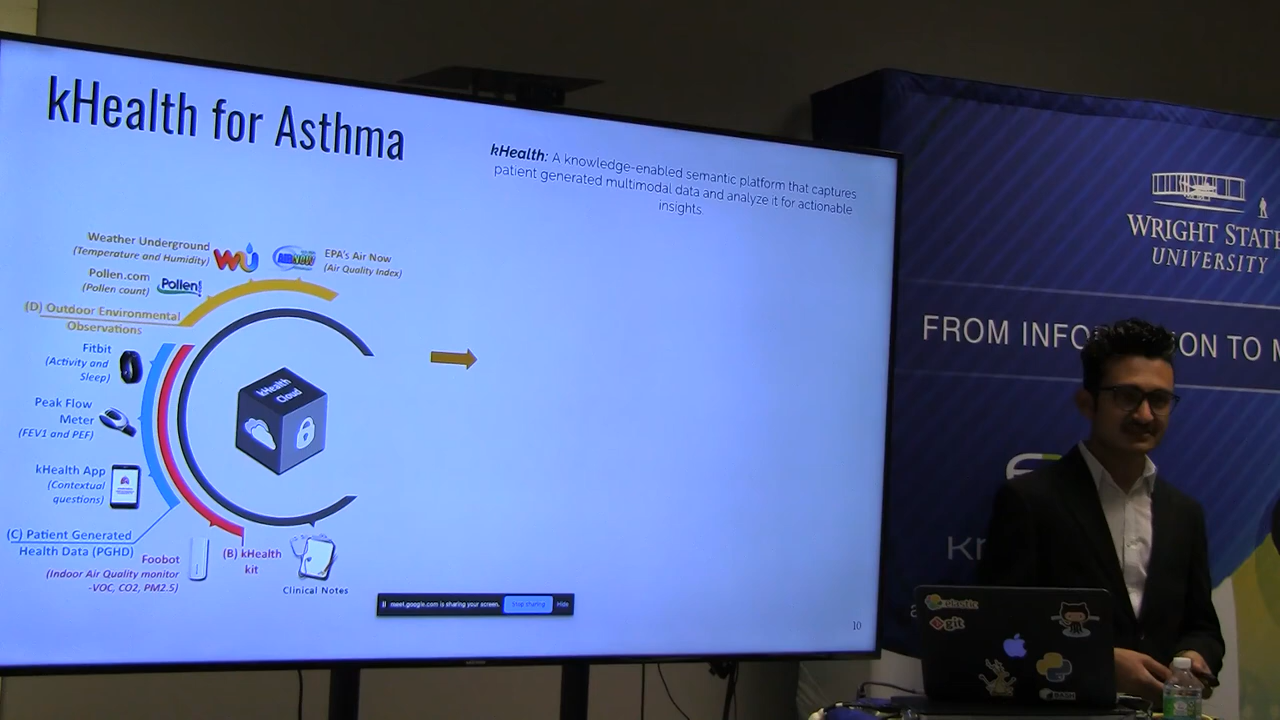 kHealth for Asthma
kHealth: A knowledge-enabled semantic platform that captures
patient generated multimodal data and analyze it for actionable
insights.
Weather Underground
(Temperature and Humidity)
WU
AIRNOW
EPA's Air Now
(Air Quality Index)
Pollen.com
(Pollen count)
Pollen!
(D) Outdoor Environmental
Observations
Fitbit
(Activity and
Sleep)
Peak Flow
Meter
(FEV1 and PEF)
kHealth App
(Contextual
questions)
(C) Patient Generated
Health Data (PGHD)
kHealth
Cloud
Foobot
(Indoor Air Quality monitor
-VOC, CO2, PM2.5)
(B) kHealth
kit
Clinical Notes
meet.google.com is sharing your screen.
Stop sharing
Hide
10
WRIGHT STATE
UNIVERSITY
FROM INFO
ON TO
elastic
git
BASH